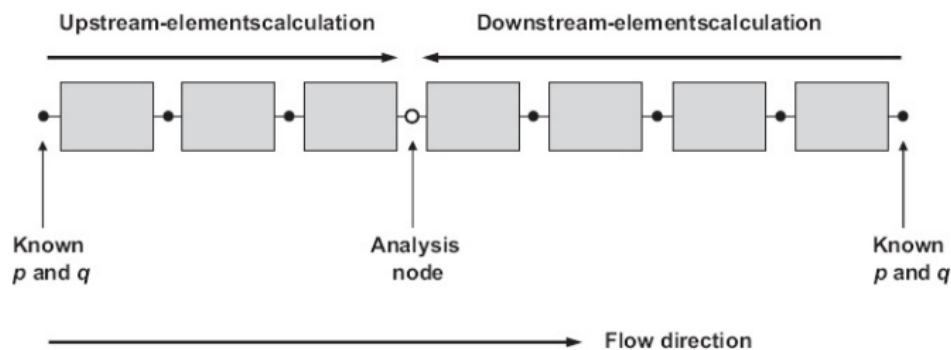 Upstream-elementscalculation
Downstream-elementscalculation
Known
p and q
Analysis
node
Known
p and q
Flow direction